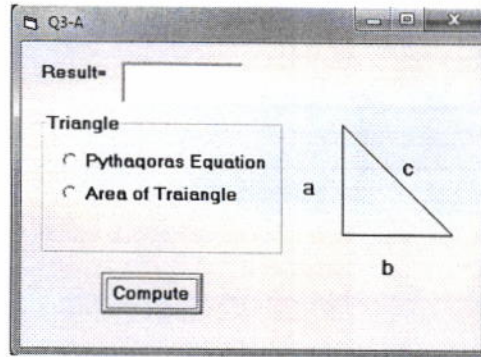 Q3-A
Result=
Triangle
Pythaqoras Equation
Area of Traiangle
a
c
b
Compute